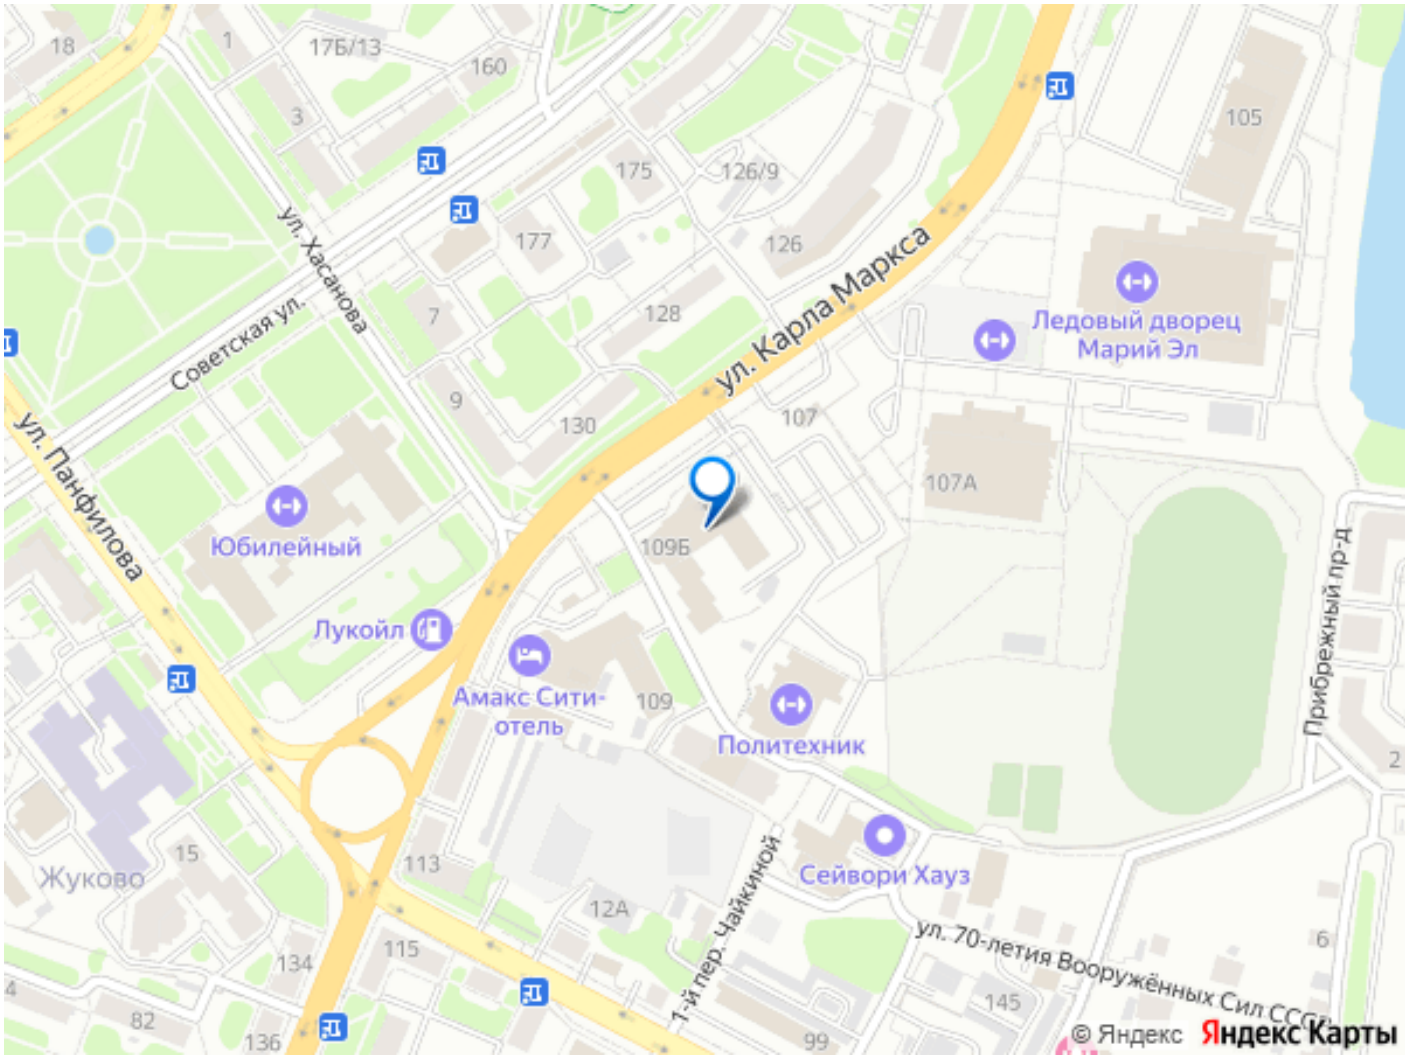 18
1
17Б/13
160
3
105
175
126/9
ул. Хасанова
177
126
ул. Карла Маркса
7
128
Советская ул.
Ледовый дворец
Марий Эл
9
130
107
ул. Панфилова
107А
Юбилейный
109Б
Прибрежный пр-д
Лукойл
Амакс Сити-
отель
109
Политехник
2
113
15
Жуково
1-й пер. Чайкиной
Сейвори Хауз
12А
ул. 70-летия Вооружённых Сил СССР
6
134
115
4
82
136
145
99
© Яндекс Яндекс Карты